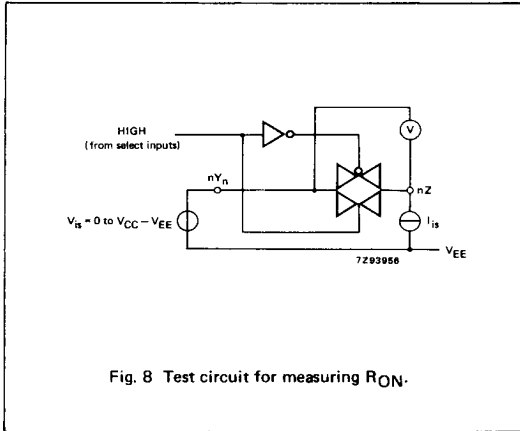 HIGH
(from select inputs)
V
nYn
nZ
Vis = 0 to VCC – VEE
Iis
VEE
7Z93956
Fig. 8 Test circuit for measuring RON.